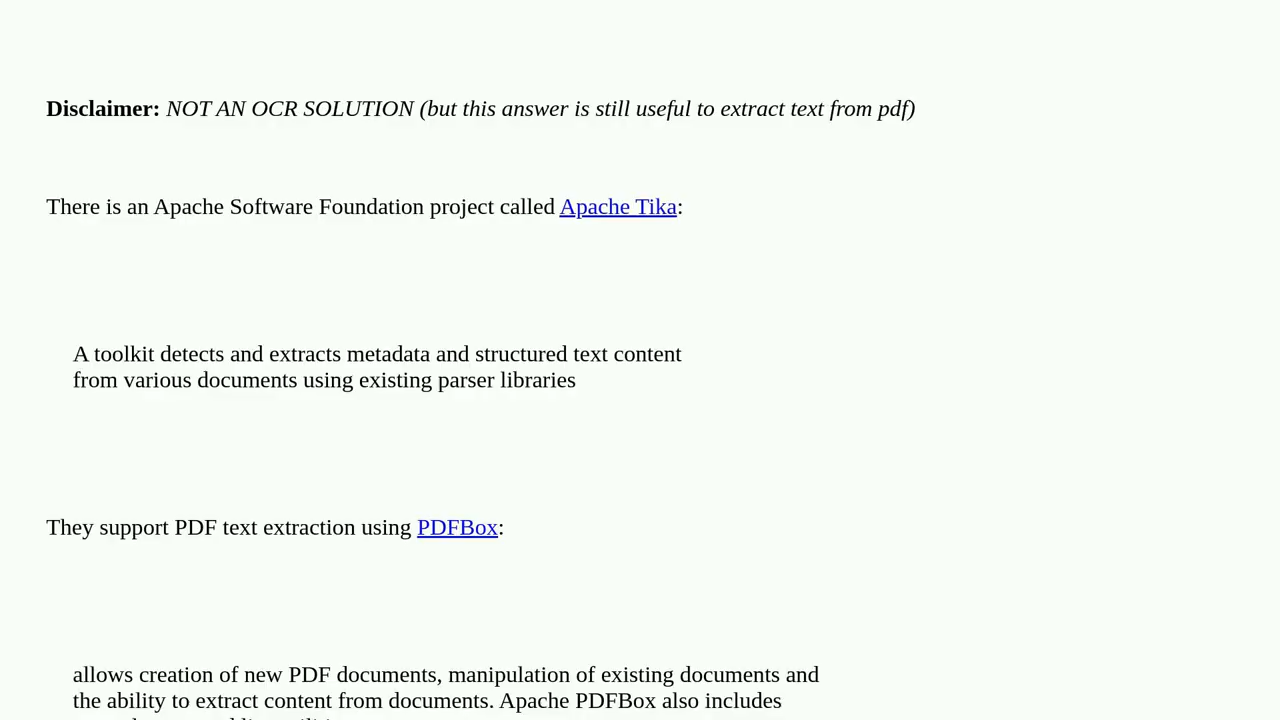 Disclaimer: NOT AN OCR SOLUTION (but this answer is still useful to extract text from pdf)
There is an Apache Software Foundation project called Apache Tika:
A toolkit detects and extracts metadata and structured text content
from various documents using existing parser libraries
They support PDF text extraction using PDFBox:
allows creation of new PDF documents, manipulation of existing documents and
the ability to extract content from documents. Apache PDFBox also includes